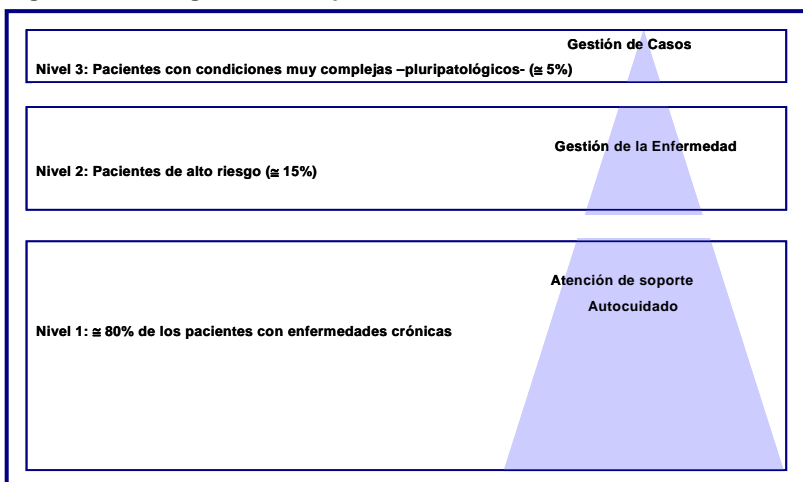 Gestión de Casos
Nivel 3: Pacientes con condiciones muy complejas –pluripatológicos- (≅ 5%)
Gestión de la Enfermedad
Nivel 2: Pacientes de alto riesgo (≅ 15%)
Atención de soporte
Autocuidado
Nivel 1: ≅ 80% de los pacientes con enfermedades crónicas